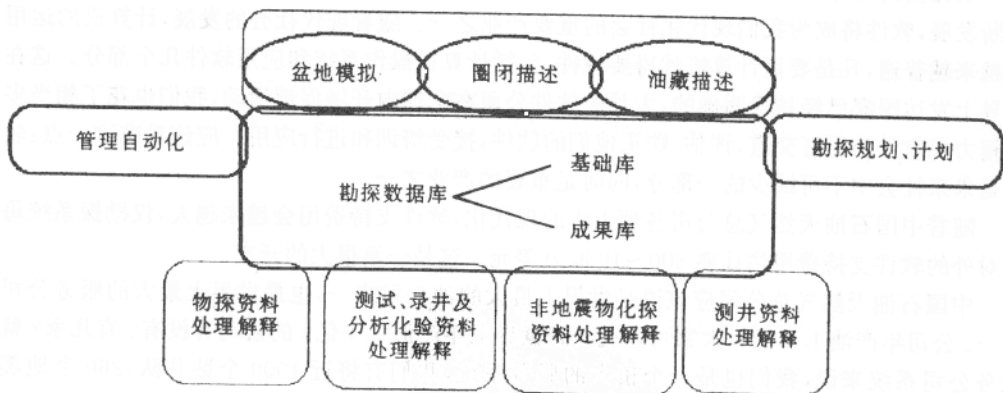 盆地模拟
圈闭描述
油藏描述
管理自动化
勘探规划、计划
基础库
勘探数据库
成果库
物探资料
处理解释
测试、录井及
分析化验资料
处理解释
非地震物化探
资料处理解释
测井资料
处理解释